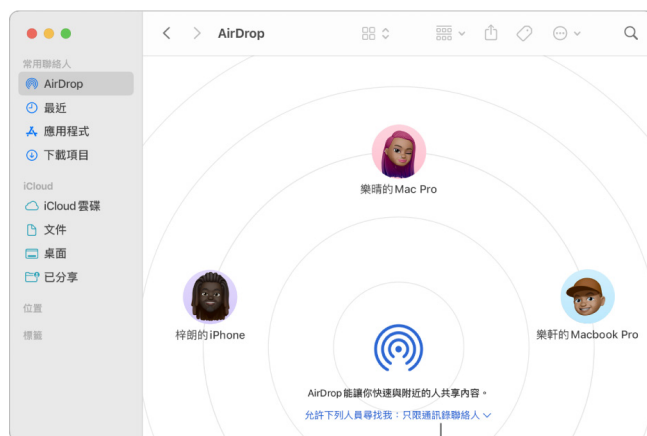 AirDrop
常用聯絡人
AirDrop
最近
應用程式
下載項目
iCloud
iCloud 雲碟
文件
桌面
已分享
位置
標籤
樂晴的 Mac Pro
梓朗的 iPhone
樂軒的 Macbook Pro
AirDrop 能讓你快速與附近的人共享內容。
允許下列人員尋找我：只限通訊錄聯絡人